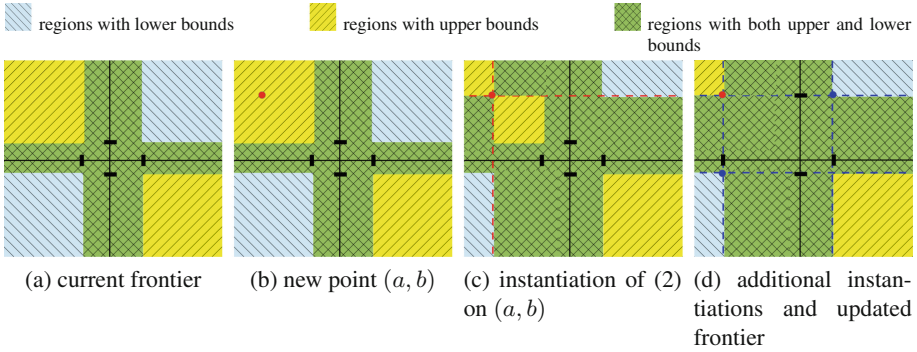 regions with lower bounds
regions with upper bounds
regions with both upper and lower
bounds
(a) current frontier
(b) new point (a, b)
(c) instantiation of (2)
on (a, b)
(d) additional instan-
tiations and updated
frontier